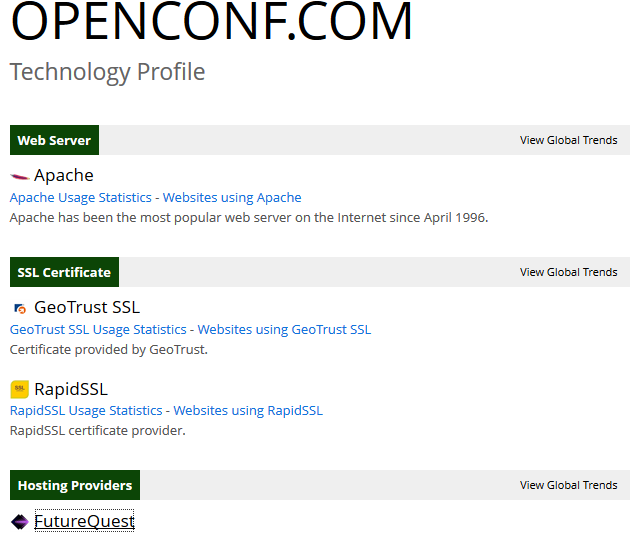 OPENCONF.COM
Technology Profile
Web Server View Global Trends
Apache
Apache Usage Statistics - Websites using Apache
Apache has been the most popular web server on the Internet since April 1996.
SSL Certificate View Global Trends
GeoTrust SSL
GeoTrust SSL Usage Statistics - Websites using GeoTrust SSL
Certificate provided by GeoTrust.
SSL RapidSSL
RapidSSL Usage Statistics - Websites using RapidSSL
RapidSSL certificate provider.
Hosting Providers View Global Trends
FutureQuest